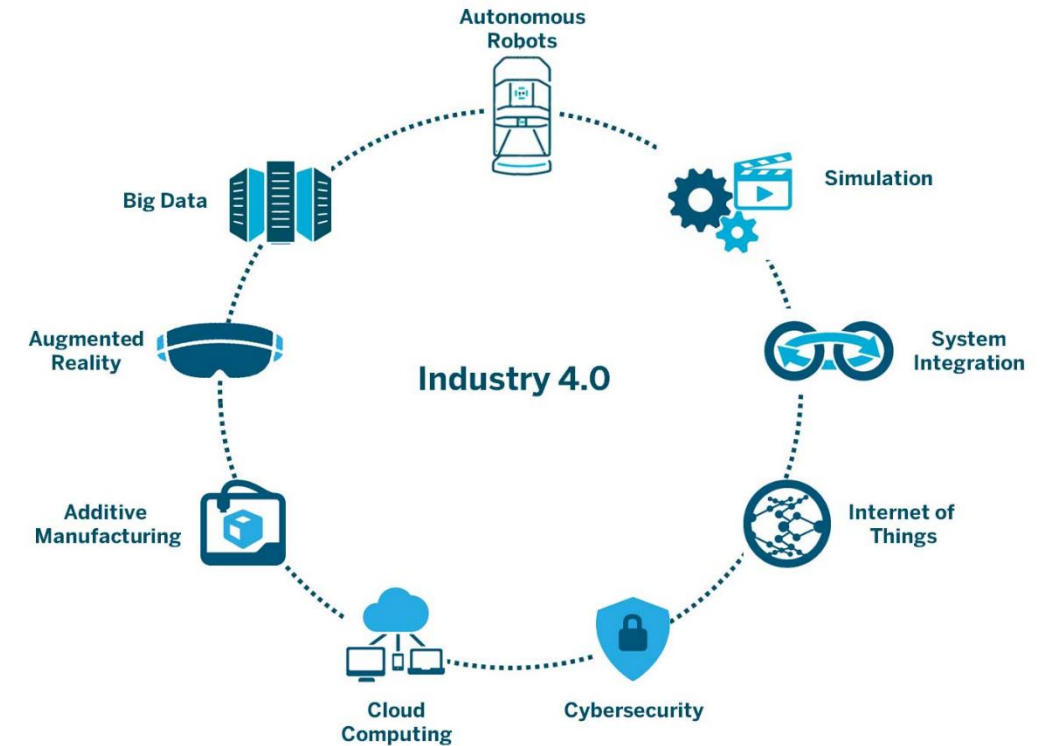 Autonomous
Robots
Simulation
Big Data
System
Integration
Augmented
Reality
Industry 4.0
Internet of
Things
Additive
Manufacturing
Cybersecurity
Cloud
Computing